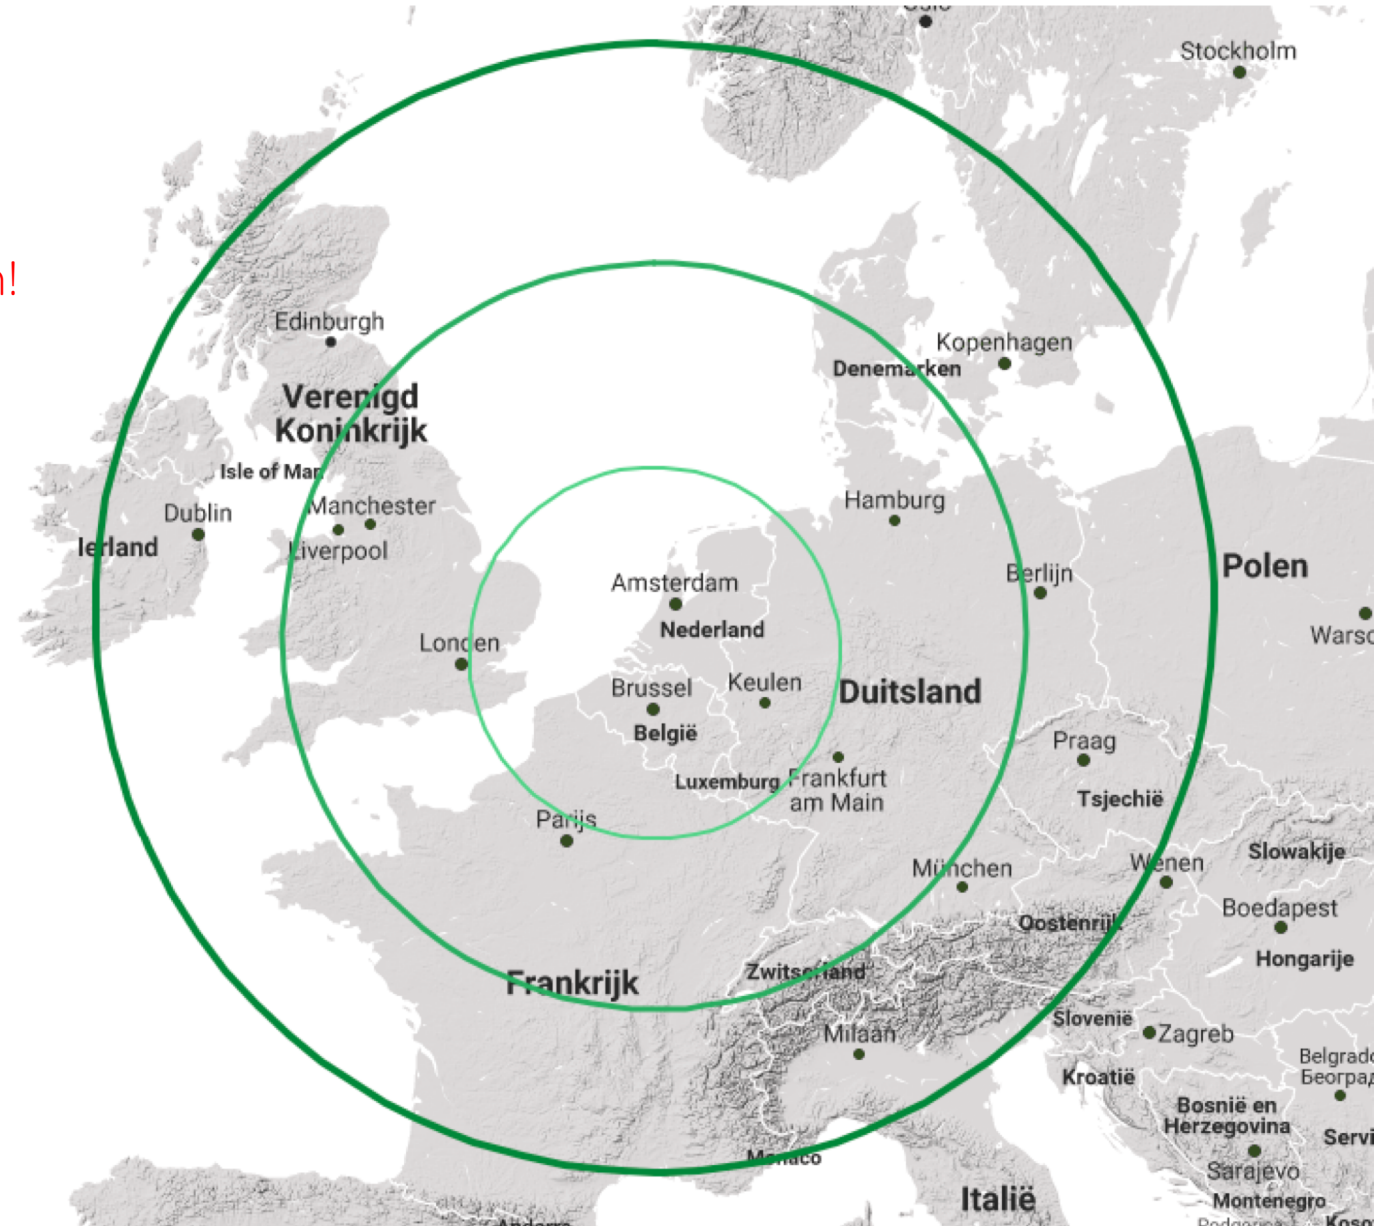 Stockholm
n!
Edinburgh
Kopenhagen
Denemarken
Verenigd
Koninkrijk
Isle of Man
Manchester
Hamburg
Dublin
Ierland
Liverpool
Polen
Berlijn
Amsterdam
Nederland
Warsc
Londen
Brussel
Keulen
Duitsland
België
Praag
Luxemburg
Frankfurt
am Main
Tsjechië
Parijs
Slowakije
Wenen
München
Boedapest
Oostenrijk
Hongarije
Zwitserland
Frankrijk
Slovenië
Milaan
Zagreb
Belgrado
Београд
Kroatië
Bosnië en
Herzegovina
Servi
Monaco
Sarajevo
Italië
Montenegro